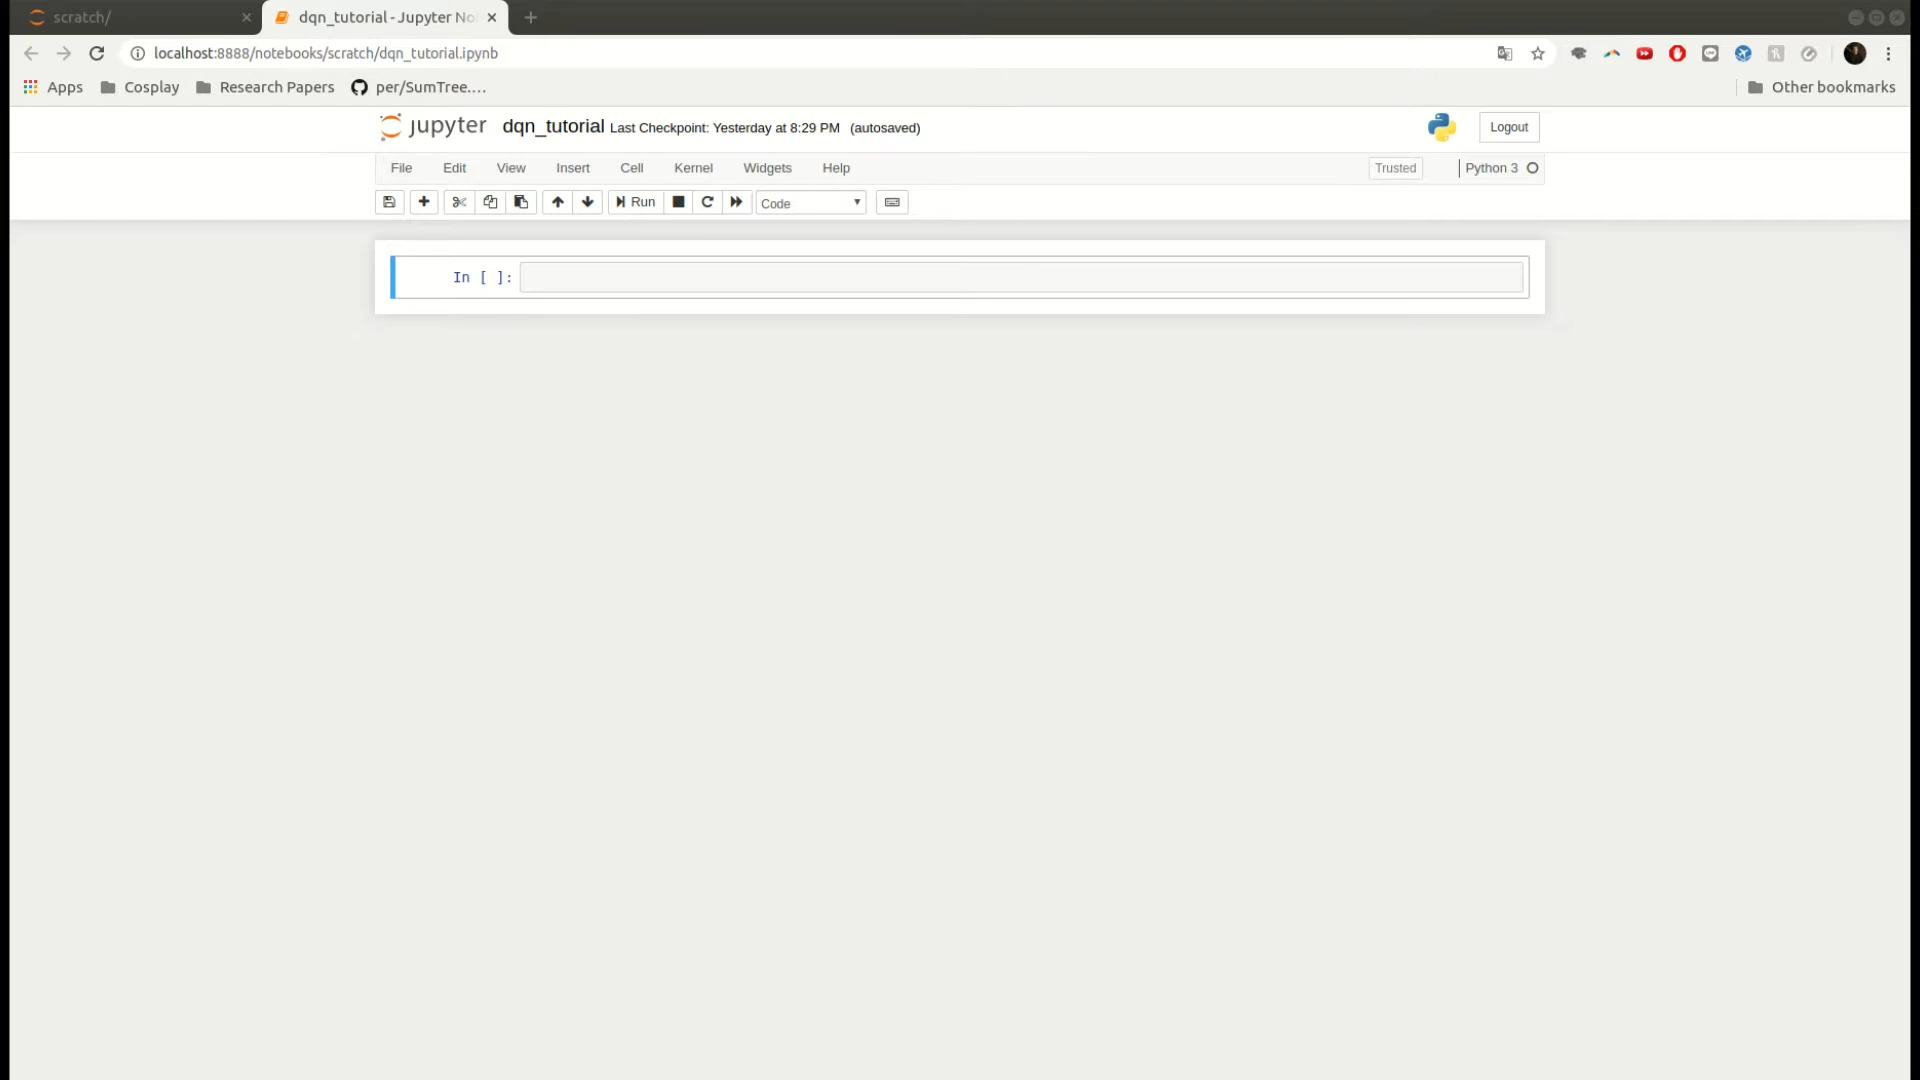 scratch/
dqn_tutorial - Jupyter No
localhost:8888/notebooks/scratch/dqn_tutorial.ipynb
Apps Cosplay Research Papers per/SumTree.... Other bookmarks
jupyter dqn_tutorial Last Checkpoint: Yesterday at 8:29 PM (autosaved) Logout
File Edit View Insert Cell Kernel Widgets Help Trusted Python 3
Run Code
In [ ]: